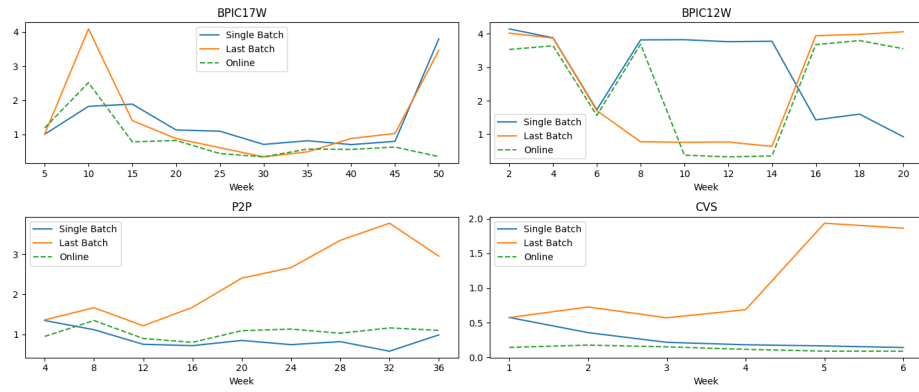 BPIC17W
4
3
2
1
Single Batch
Last Batch
Online
5 10 15 20 25 30 35 40 45 50
Week
BPIC12W
4
3
2
1
Single Batch
Last Batch
Online
2 4 6 8 10 12 14 16 18 20
Week
P2P
3
2
1
Single Batch
Last Batch
Online
4 8 12 16 20 24 28 32 36
Week
CVS
2.0
1.5
1.0
0.5
0.0
Single Batch
Last Batch
Online
1 2 3 4 5 6
Week